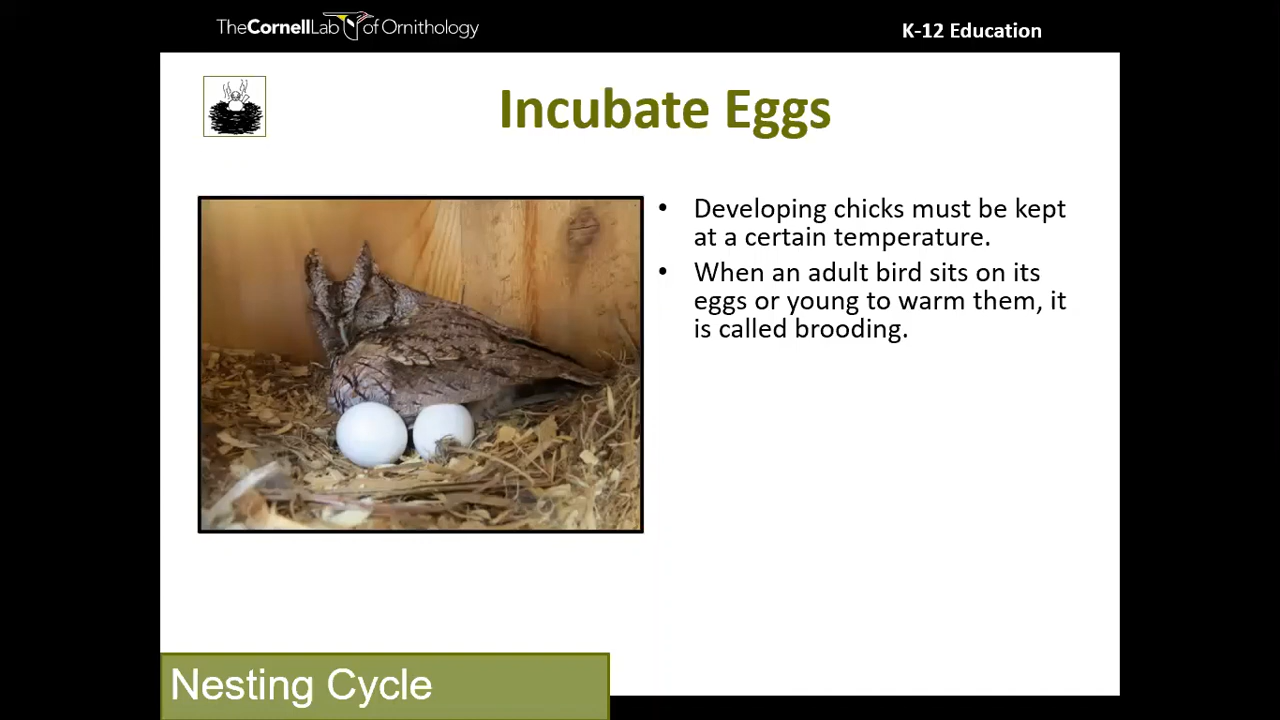 TheCornellLab of Ornithology
K-12 Education
Incubate Eggs
• Developing chicks must be kept
at a certain temperature.
• When an adult bird sits on its
eggs or young to warm them, it
is called brooding.
Nesting Cycle